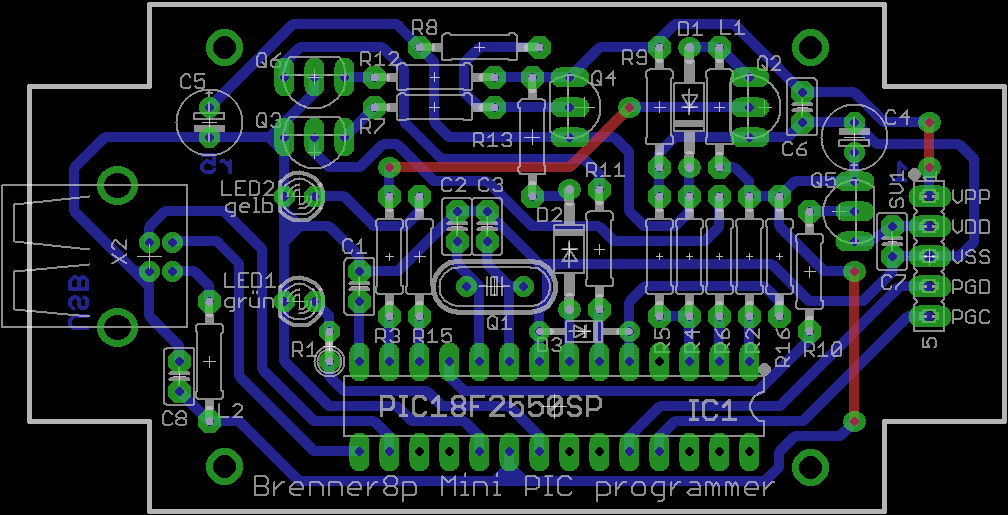 R8
D1
L1
Q6
R12
R9
Q2
C5
Q4
Q3
R7
R13
C6
C4
LED2
gelb
C2
C3
R11
Q5
SV1
VPP
X2
D2
VDD
C1
VSS
USB
LED1
grün
C7
PGD
Q1
PGC
R1
R3
R15
D3
R5
R4
R6
R2
R16
R10
5
C8
L2
PIC18F2550SP
IC1
Brenner8p Mini PIC programmer